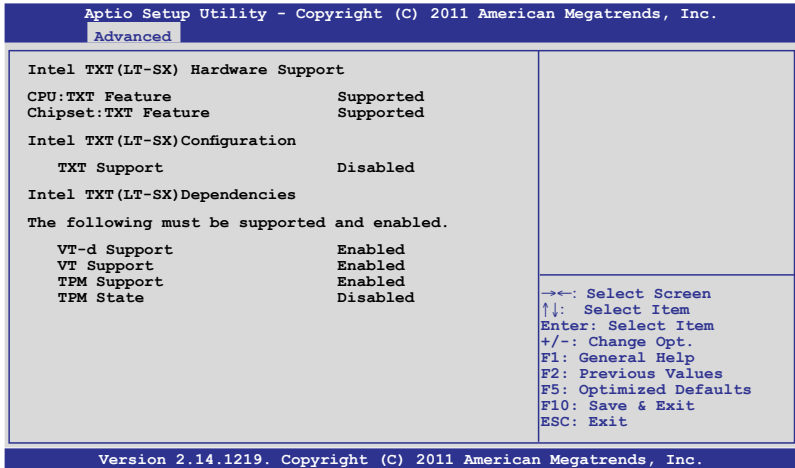 Aptio Setup Utility - Copyright (C) 2011 American Megatrends, Inc.
Advanced
Intel TXT(LT-SX) Hardware Support
CPU:TXT Feature Supported
Chipset:TXT Feature Supported
Intel TXT(LT-SX)Configuration
TXT Support Disabled
Intel TXT(LT-SX)Dependencies
The following must be supported and enabled.
VT-d Support Enabled
VT Support Enabled
TPM Support Enabled
TPM State Disabled
→←: Select Screen
↑↓: Select Item
Enter: Select Item
+/-: Change Opt.
F1: General Help
F2: Previous Values
F5: Optimized Defaults
F10: Save & Exit
ESC: Exit
Version 2.14.1219. Copyright (C) 2011 American Megatrends, Inc.